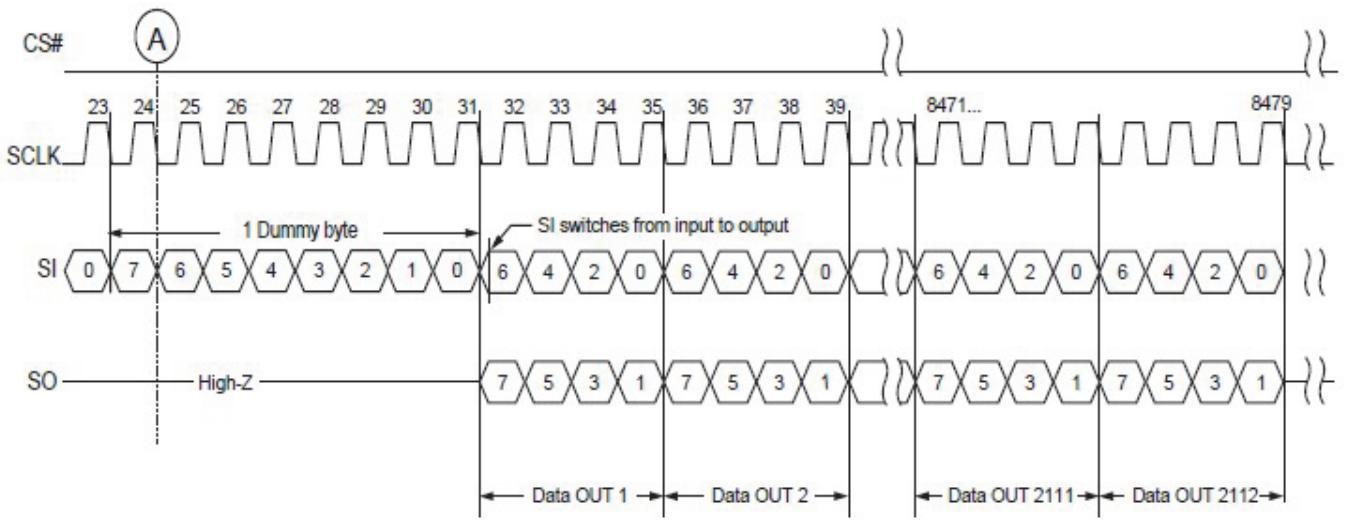 A
CS#
23 24 25 26 27 28 29 30 31 32 33 34 35 36 37 38 39 8471... 8479
SCLK
1 Dummy byte
SI switches from input to output
SI 0 7 6 5 4 3 2 1 0 6 4 2 0 6 4 2 0 6 4 2 0 6 4 2 0
SO High-Z 7 5 3 1 7 5 3 1 7 5 3 1 7 5 3 1
Data OUT 1 Data OUT 2 Data OUT 2111 Data OUT 2112